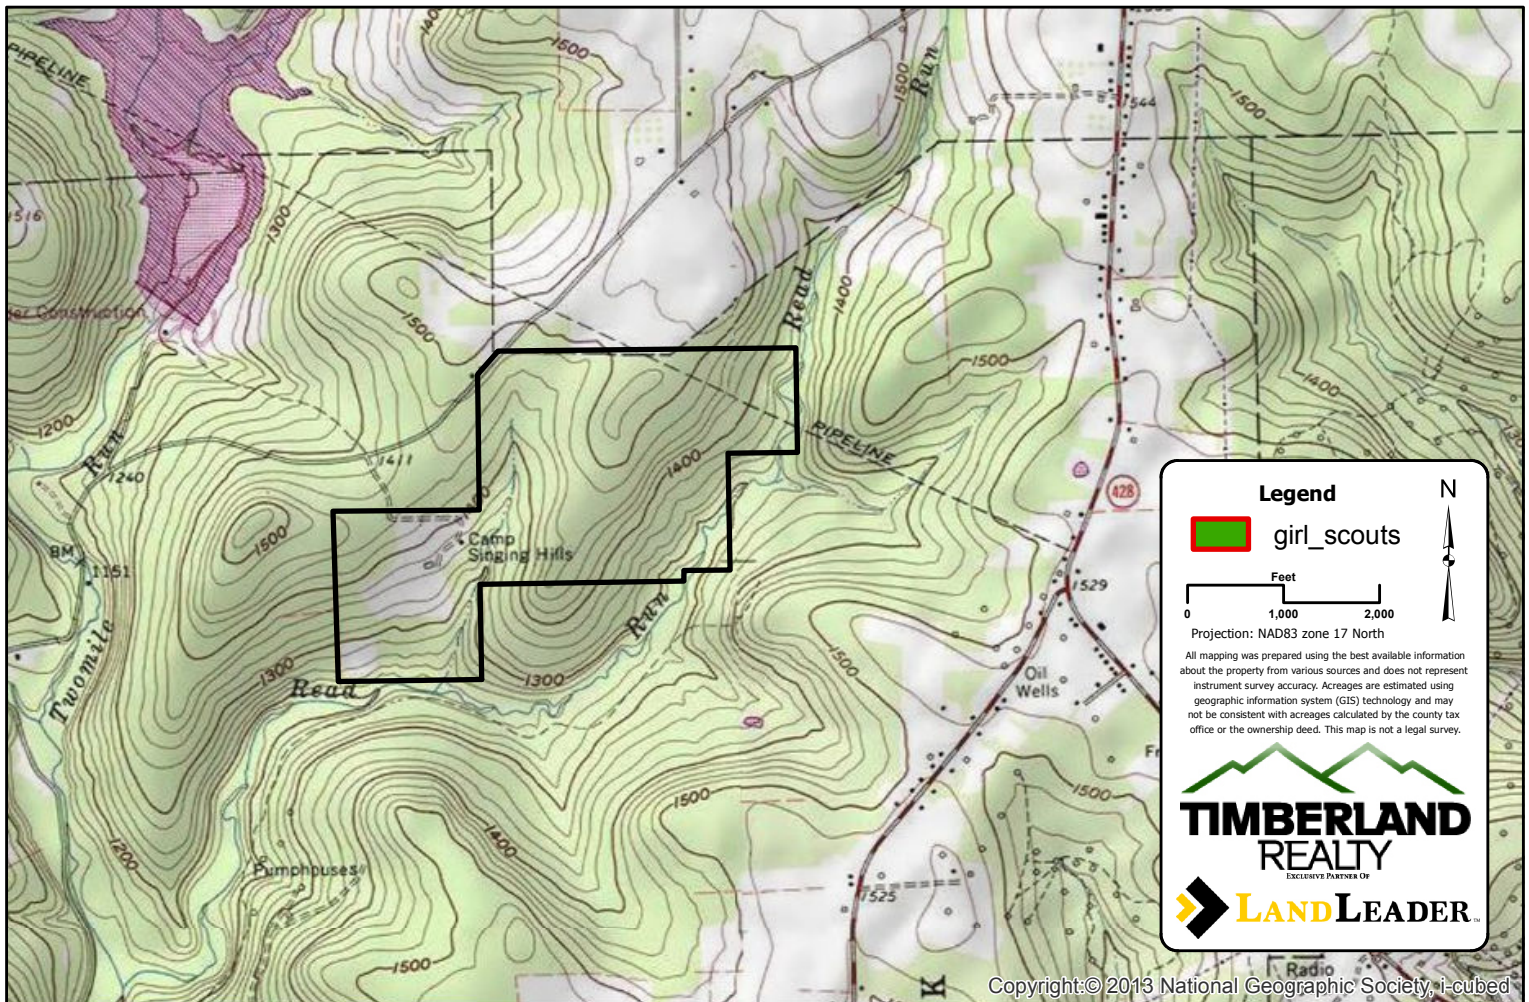 PIPELINE
1400
1500
1500
Run
1544
1500
1516
1300
Read
1400
1500
Construction
1500
1400
1200
Run
1411
1240
PIPELINE
1400
428
1500
Camp
Singing Hills
BM
1151
1529
Run
1500
Oil
Wells
1300
1300
Read
Twomile
1500
1500
1400
1200
Pumphouses
1525
1500
K
Radio
Legend
N
girl_scouts
Feet
0 1,000 2,000
Projection: NAD83 zone 17 North
All mapping was prepared using the best available information
about the property from various sources and does not represent
instrument survey accuracy. Acreages are estimated using
geographic information system (GIS) technology and may
not be consistent with acreages calculated by the county tax
office or the ownership deed. This map is not a legal survey.
TIMBERLAND
REALTY
EXCLUSIVE PARTNER OF
LANDLEADER™
Copyright:© 2013 National Geographic Society, i-cubed